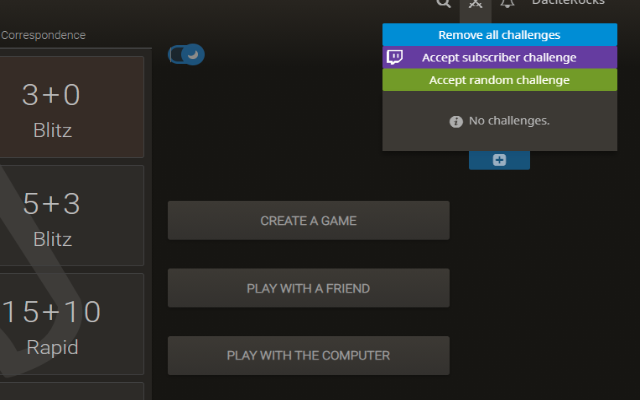 DaciteRocks
Correspondence
Remove all challenges
Accept subscriber challenge
Accept random challenge
No challenges.
3+0
Blitz
5+3
Blitz
15+10
Rapid
CREATE A GAME
PLAY WITH A FRIEND
PLAY WITH THE COMPUTER